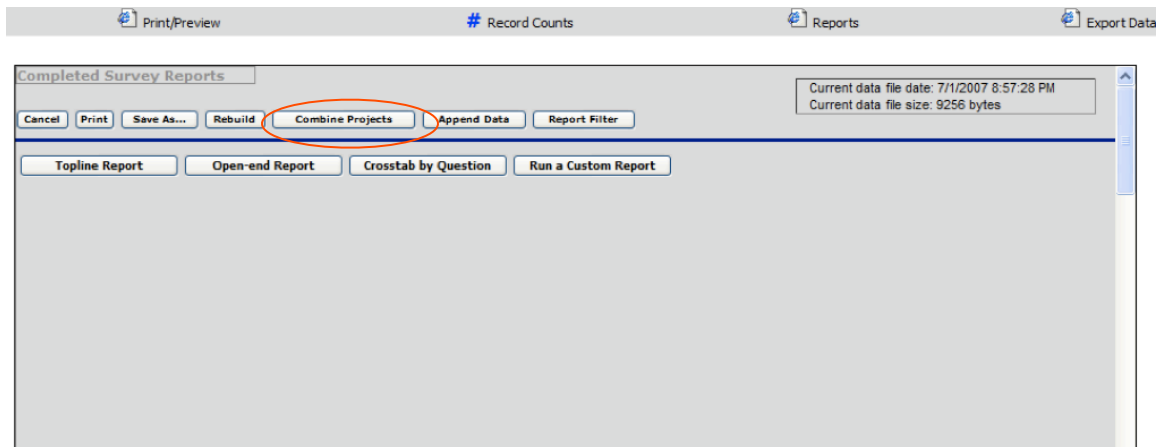 Print/Preview # Record Counts Reports Export Data
Completed Survey Reports
Current data file date: 7/1/2007 8:57:28 PM
Current data file size: 9256 bytes
Cancel Print Save As... Rebuild Combine Projects Append Data Report Filter
Topline Report Open-end Report Crosstab by Question Run a Custom Report